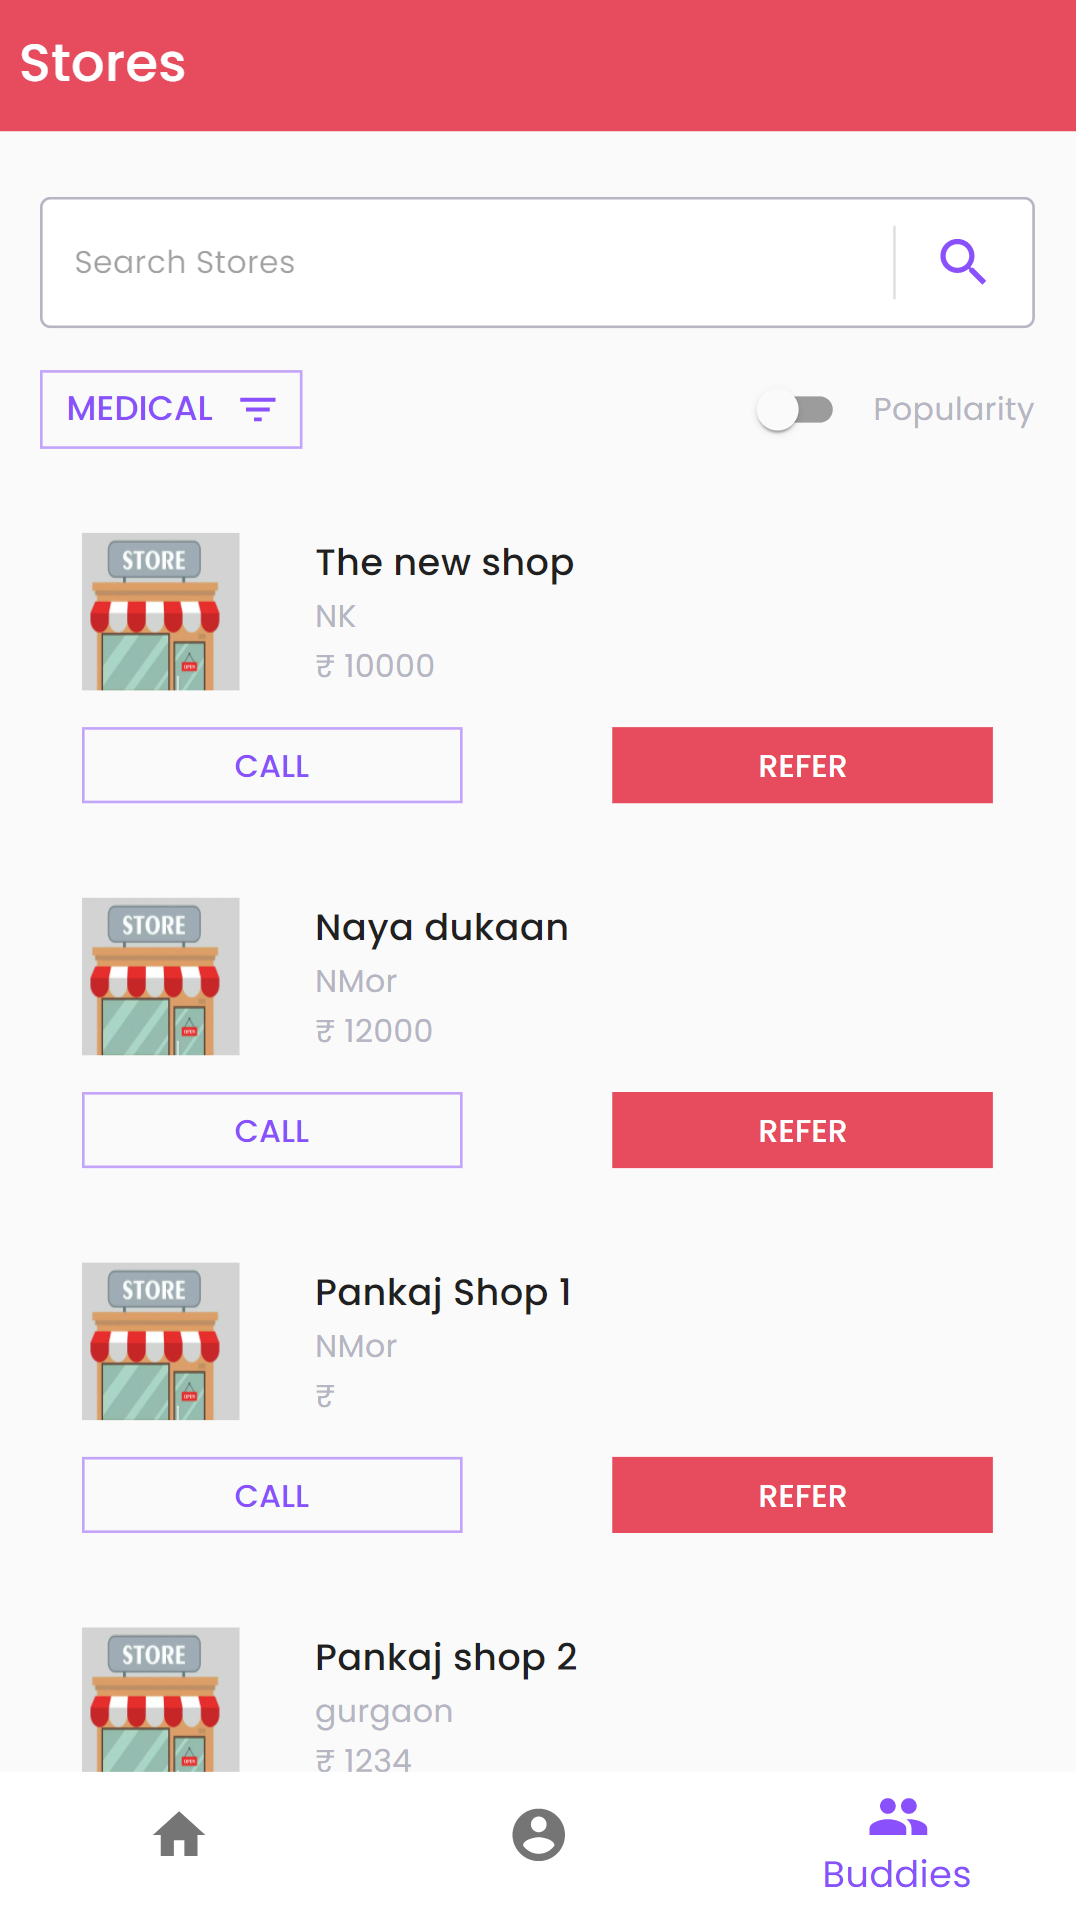 Stores
Search Stores
MEDICAL
Popularity
STORE
The new shop
NK
₹ 10000
OPEN
CALL
REFER
STORE
Naya dukaan
NMor
₹ 12000
OPEN
CALL
REFER
STORE
Pankaj Shop 1
NMor
₹
OPEN
CALL
REFER
STORE
Pankaj shop 2
gurgaon
₹ 1234
OPEN
Buddies